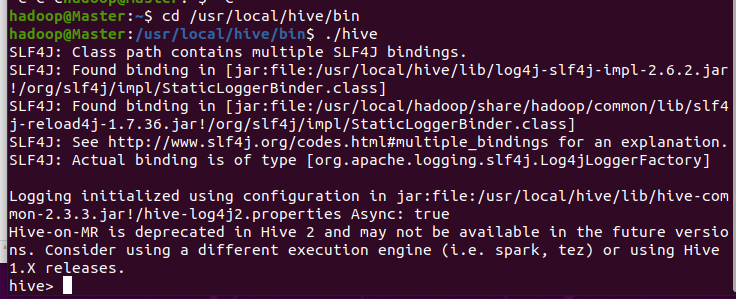 hadoop@Master:~$ cd /usr/local/hive/bin
hadoop@Master:/usr/local/hive/bin$ ./hive
SLF4J: Class path contains multiple SLF4J bindings.
SLF4J: Found binding in [jar:file:/usr/local/hive/lib/log4j-slf4j-impl-2.6.2.jar
!/org/slf4j/impl/StaticLoggerBinder.class]
SLF4J: Found binding in [jar:file:/usr/local/hadoop/share/hadoop/common/lib/slf4
j-reload4j-1.7.36.jar!/org/slf4j/impl/StaticLoggerBinder.class]
SLF4J: See http://www.slf4j.org/codes.html#multiple_bindings for an explanation.
SLF4J: Actual binding is of type [org.apache.logging.slf4j.Log4jLoggerFactory]

Logging initialized using configuration in jar:file:/usr/local/hive/lib/hive-com
mon-2.3.3.jar!/hive-log4j2.properties Async: true
Hive-on-MR is deprecated in Hive 2 and may not be available in the future versio
ns. Consider using a different execution engine (i.e. spark, tez) or using Hive
1.X releases.
hive>